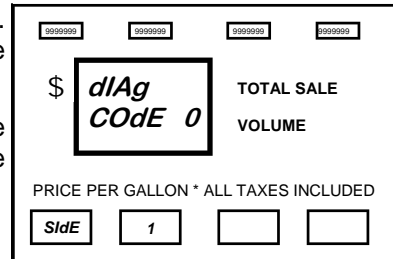 9999999 9999999 9999999 9999999
$ dIAg TOTAL SALE
COdE 0 VOLUME
PRICE PER GALLON * ALL TAXES INCLUDED
SIdE 1